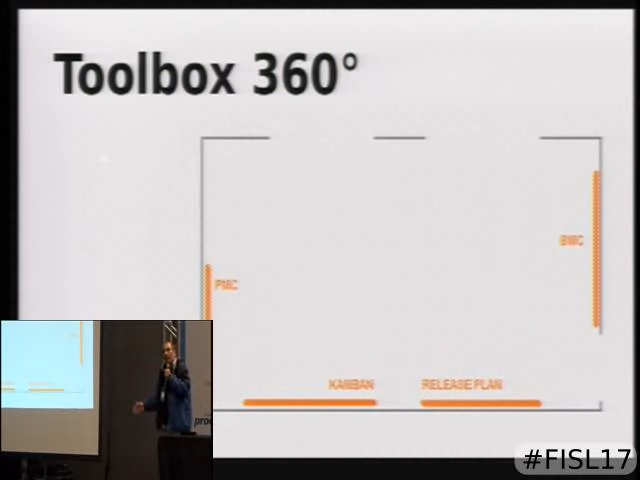 Toolbox 360°
BMC
PMC
KANBAN
RELEASE PLAN
#FISL17